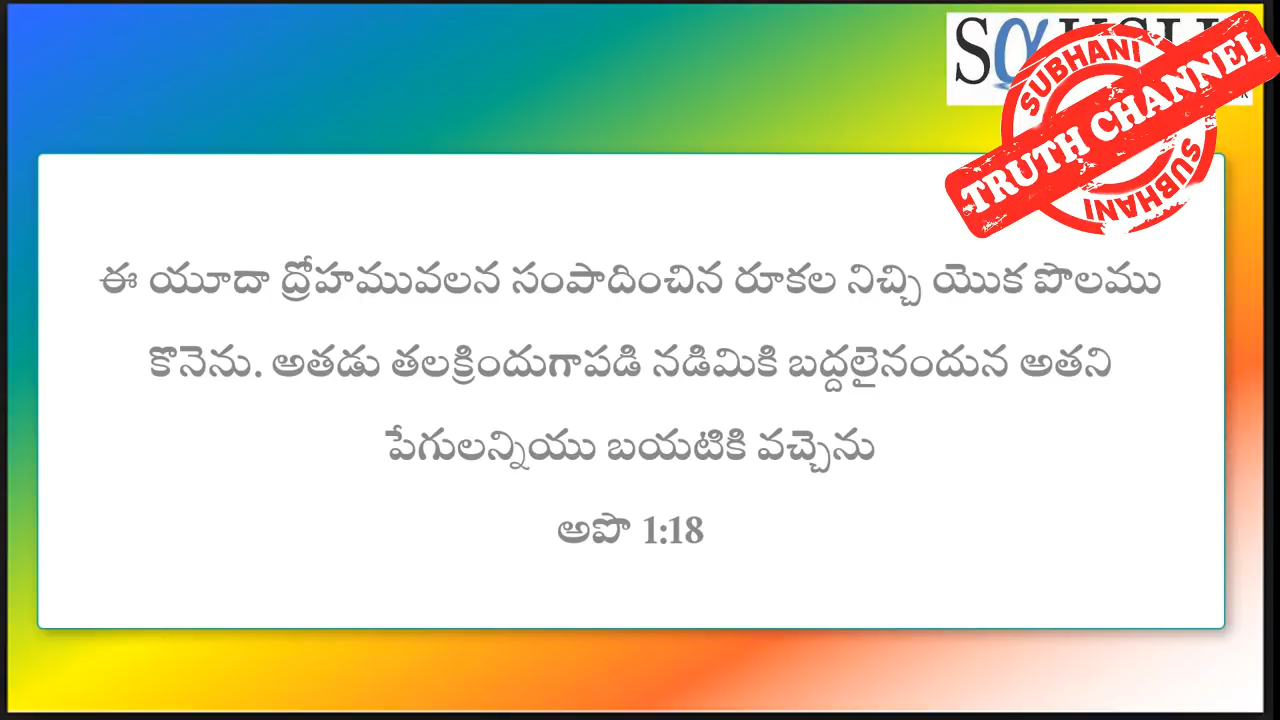 SUBHANI
TRUTH CHANNEL
SUBHANI
ఈ యూదా ద్రోహమువలన సంపాదించిన రూకల నిచ్చి యొక పొలము
కొనెను. అతడు తలక్రిందుగాపడి నడిమికి బద్దలైనందున అతని
పేగులన్నియు బయటికి వచ్చెను
అపొ 1:18